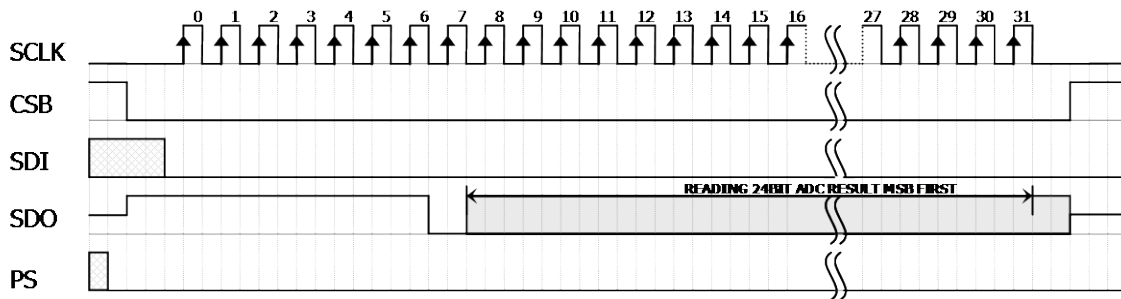 0 1 2 3 4 5 6 7 8 9 10 11 12 13 14 15 16 27 28 29 30 31
SCLK
CSB
SDI
READING 24BIT ADC RESULT MSB FIRST
SDO
PS